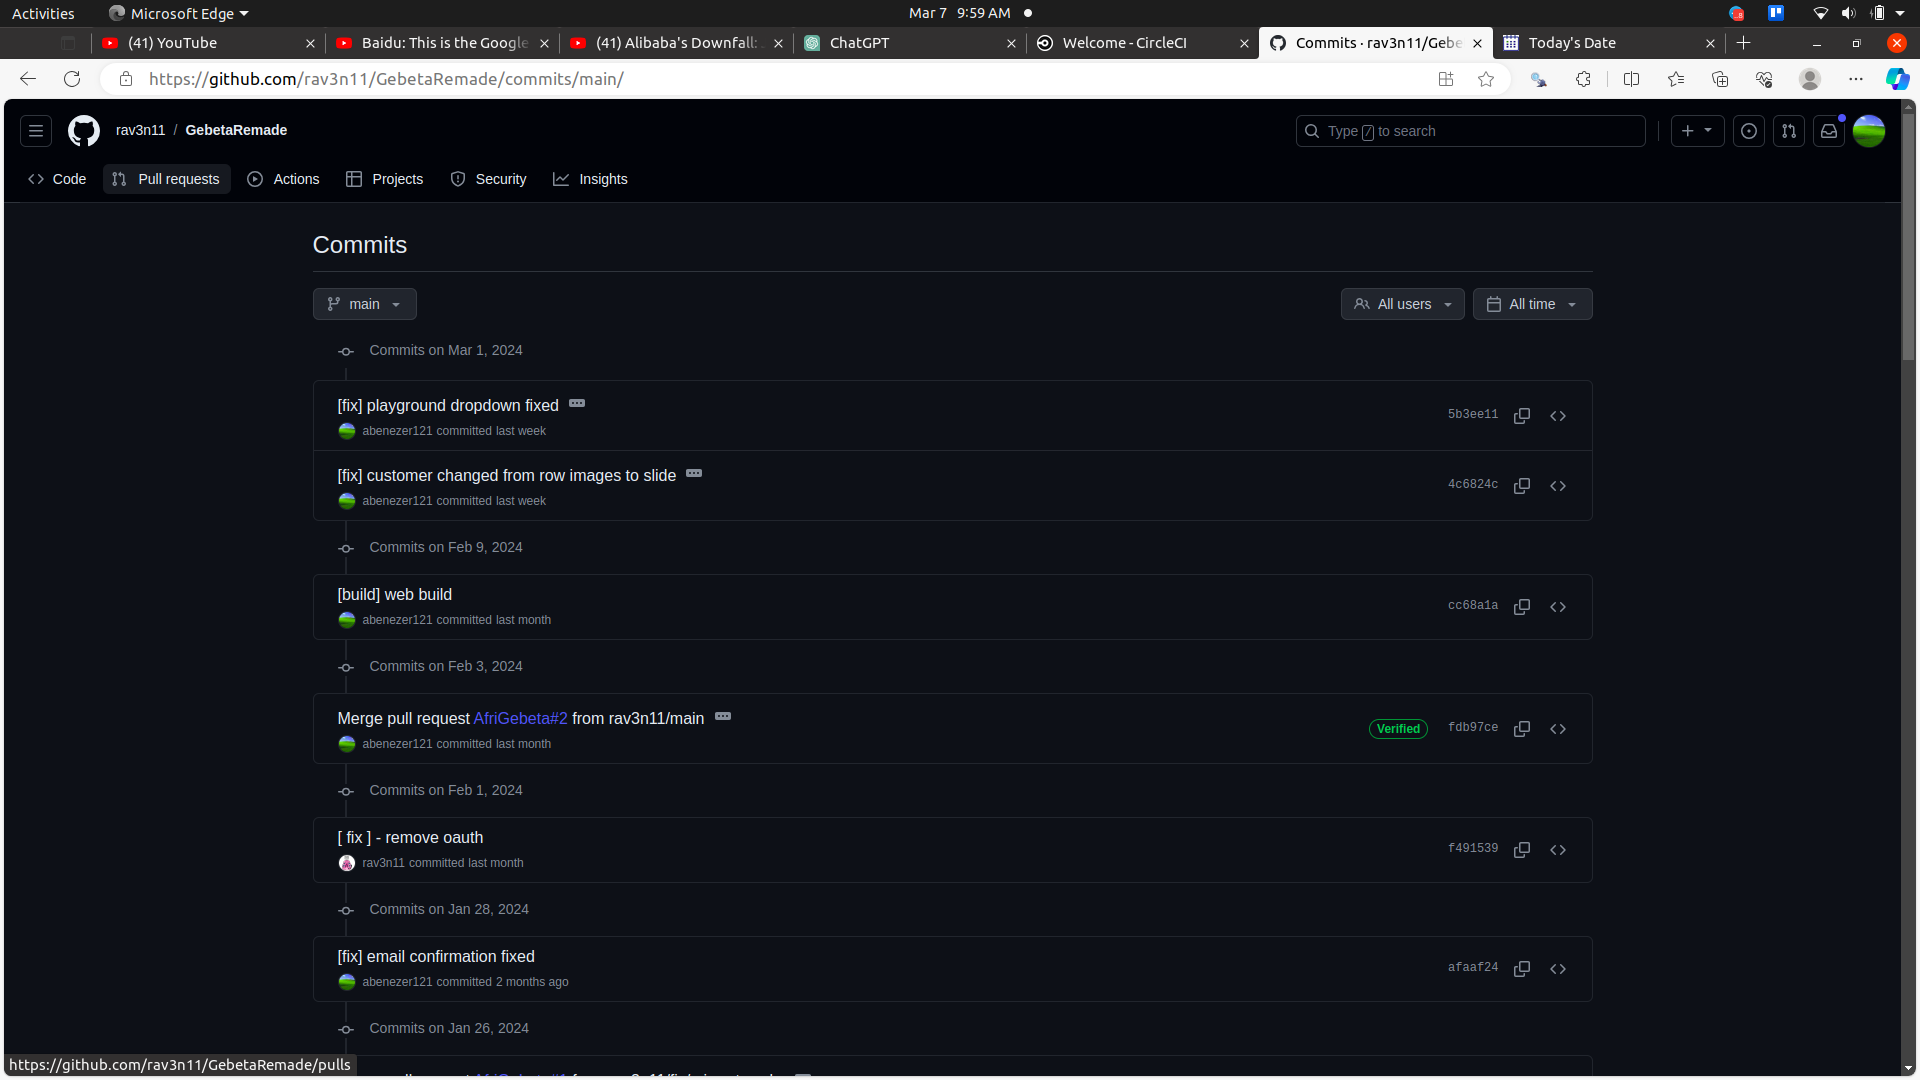 Activities Microsoft Edge Mar 7 9:59 AM
(41) YouTube Baidu: This is the Google (41) Alibaba's Downfall: ChatGPT Welcome - CircleCI Commits · rav3n11/Gebe Today's Date
https://github.com/rav3n11/GebetaRemade/commits/main/
rav3n11 / GebetaRemade Type / to search
Code Pull requests Actions Projects Security Insights
Commits
main All users All time
Commits on Mar 1, 2024
[fix] playground dropdown fixed
5b3ee11
abenezer121 committed last week
[fix] customer changed from row images to slide
4c6824c
abenezer121 committed last week
Commits on Feb 9, 2024
[build] web build
cc68a1a
abenezer121 committed last month
Commits on Feb 3, 2024
Merge pull request AfriGebeta#2 from rav3n11/main
Verified fdb97ce
abenezer121 committed last month
Commits on Feb 1, 2024
[ fix ] - remove oauth
f491539
rav3n11 committed last month
Commits on Jan 28, 2024
[fix] email confirmation fixed
afaaf24
abenezer121 committed 2 months ago
Commits on Jan 26, 2024
https://github.com/rav3n11/GebetaRemade/pulls